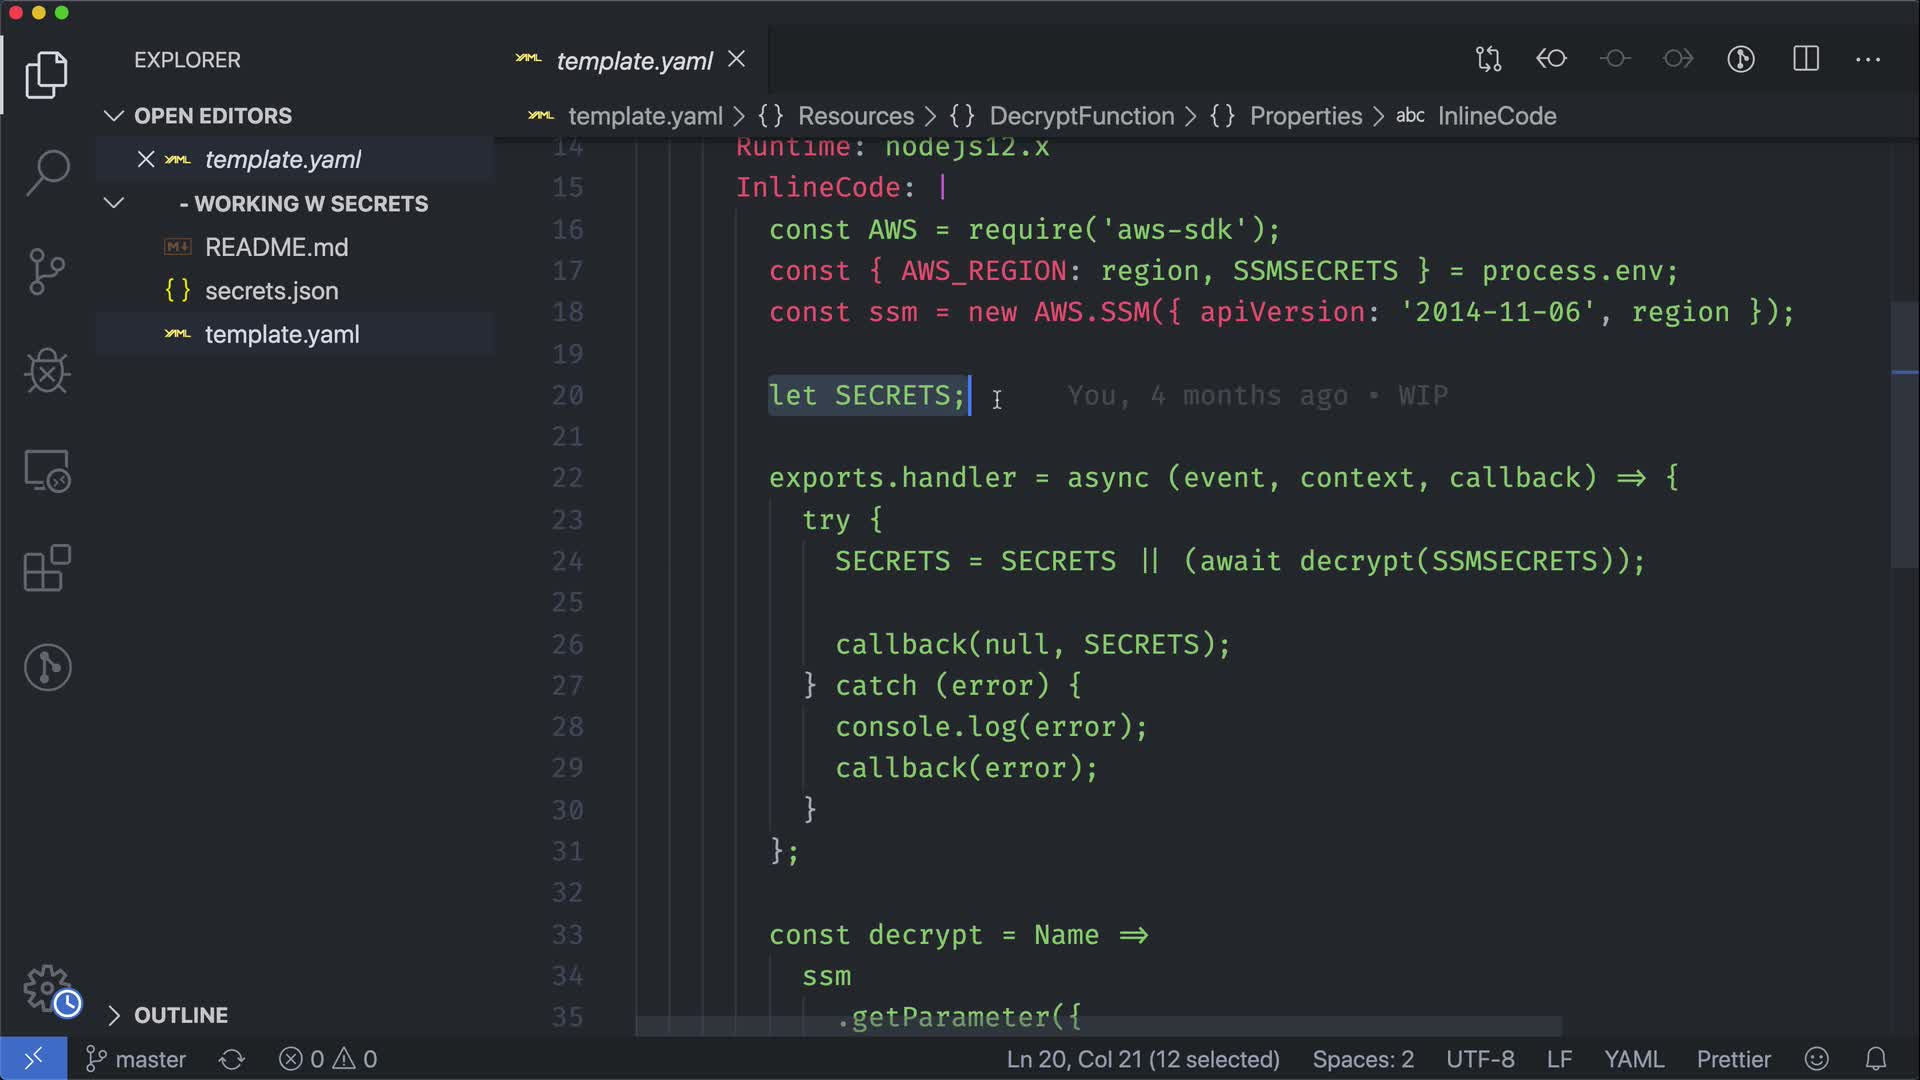 EXPLORER
OPEN EDITORS
template.yaml
- WORKING W SECRETS
README.md
{} secrets.json
template.yaml
OUTLINE
template.yaml
template.yaml > {} Resources > {} DecryptFunction > {} Properties > abc InlineCode
14 Runtime: nodejs12.x
15 InlineCode: |
16 const AWS = require('aws-sdk');
17 const { AWS_REGION: region, SSMSECRETS } = process.env;
18 const ssm = new AWS.SSM({ apiVersion: '2014-11-06', region });
19
20 let SECRETS; You, 4 months ago • WIP
21
22 exports.handler = async (event, context, callback) => {
23 try {
24 SECRETS = SECRETS || (await decrypt(SSMSECRETS));
25
26 callback(null, SECRETS);
27 } catch (error) {
28 console.log(error);
29 callback(error);
30 }
31 };
32
33 const decrypt = Name =>
34 ssm
35 .getParameter({
master 0 0 Ln 20, Col 21 (12 selected) Spaces: 2 UTF-8 LF YAML Prettier